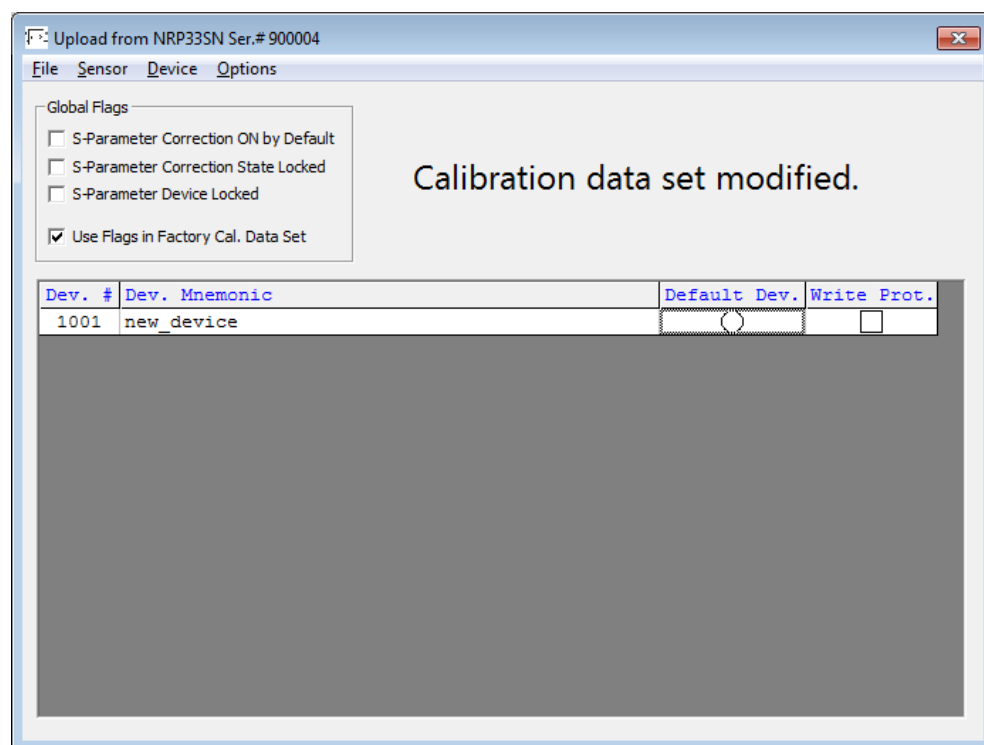 Upload from NRP33SN Ser.# 900004
File Sensor Device Options
Global Flags
S-Parameter Correction ON by Default
S-Parameter Correction State Locked
S-Parameter Device Locked
Use Flags in Factory Cal. Data Set
Calibration data set modified.
Dev. # Dev. Mnemonic Default Dev. Write Prot.
1001 new_device